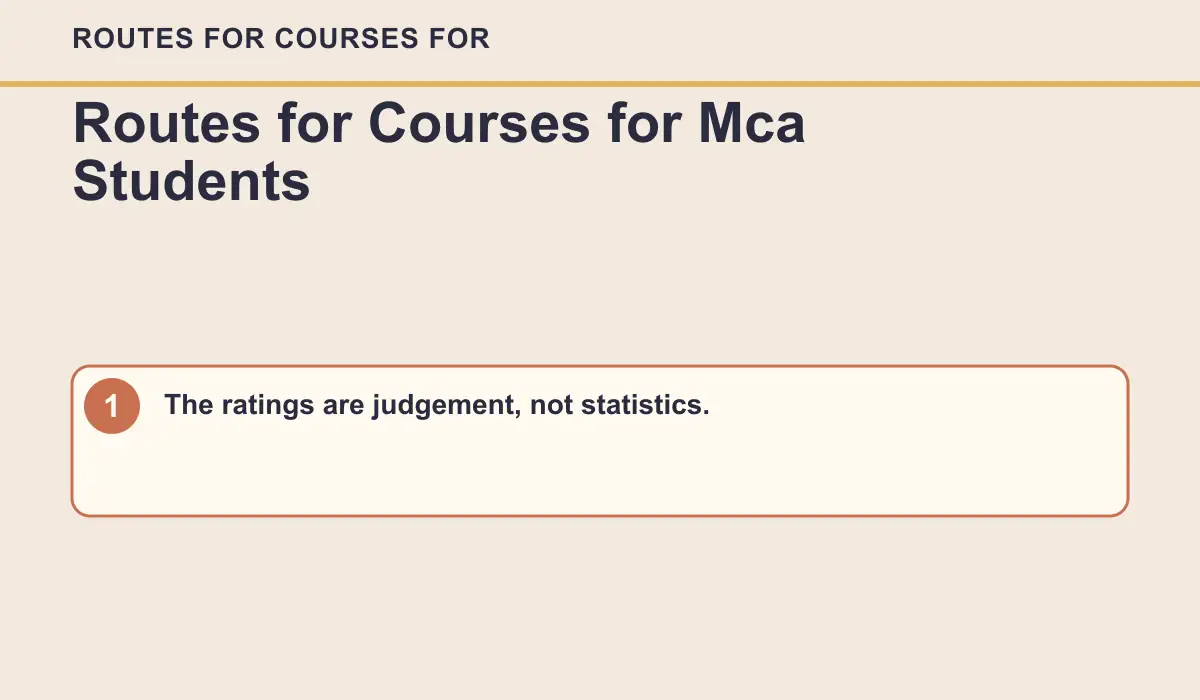 ROUTES FOR COURSES FOR
Routes for Courses for Mca
Students
1
The ratings are judgement, not statistics.